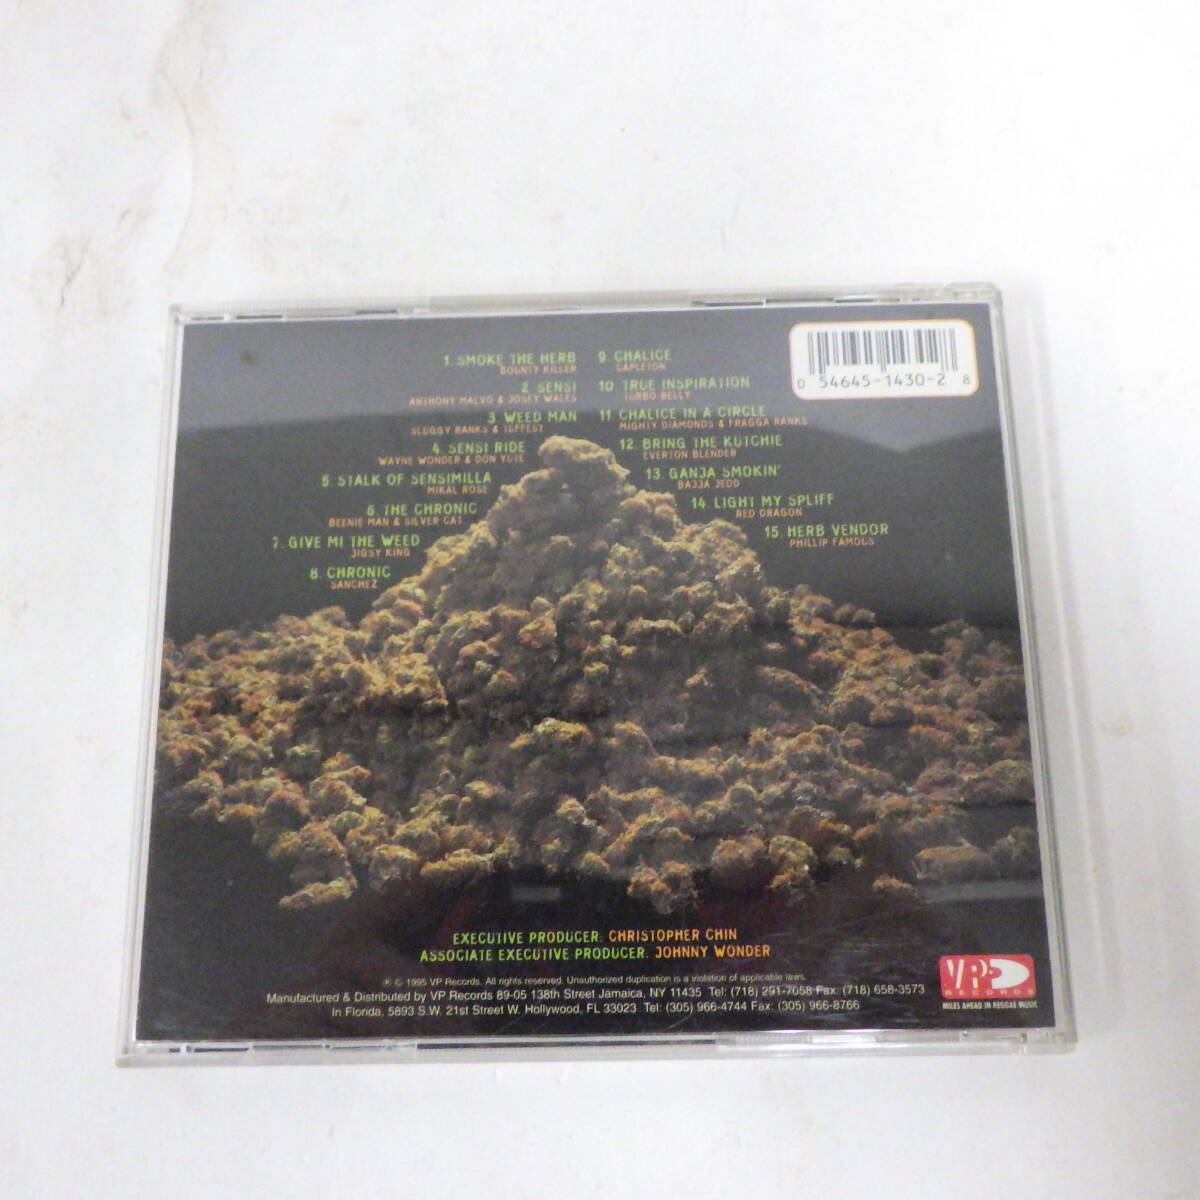 1. SMOKE THE HERB
BOUNTY KILLER
2. SENSI
ANTHONY MALVO & JOSEY WALES
3. WEED MAN
SLUGGY RANKS & TUFFEST
4. SENSI RIDE
WAYNE WONDER & DON YUTE
5. STALK OF SENSIMILLA
MIKAL ROSE
6. THE CHRONIC
BEENIE MAN & SILVER CAT
7. GIVE MI THE WEED
JIGSY KING
8. CHRONIC
SANCHEZ
9. CHALICE
CAPLETON
10. TRUE INSPIRATION
TURBO BELLY
11. CHALICE IN A CIRCLE
MIGHTY DIAMONDS & FRAGGA RANKS
12. BRING THE KUTCHIE
EVERTON BLENDER
13. GANJA SMOKIN'
BAJJA JEDD
14. LIGHT MY SPLIFF
RED DRAGON
15. HERB VENDOR
PHILLIP FAMOUS
0 54645-1430-2 8
EXECUTIVE PRODUCER: CHRISTOPHER CHIN
ASSOCIATE EXECUTIVE PRODUCER: JOHNNY WONDER
℗ © 1995 VP Records. All rights reserved. Unauthorized duplication is a violation of applicable laws.
Manufactured & Distributed by VP Records 89-05 138th Street Jamaica, NY 11435 Tel: (718) 291-7058 Fax: (718) 658-3573
In Florida, 5893 S.W. 21st Street W. Hollywood, FL 33023 Tel: (305) 966-4744 Fax: (305) 966-8766
VP
RECORDS
MILES AHEAD IN REGGAE MUSIC